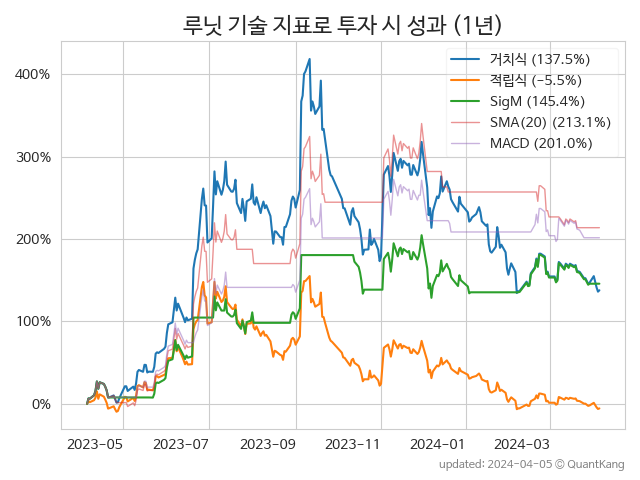 루닛 기술 지표로 투자 시 성과 (1년)
거치식 (137.5%)
적립식 (−5.5%)
SigM (145.4%)
SMA(20) (213.1%)
MACD (201.0%)
400%
300%
200%
100%
0%
2023−05 2023−07 2023−09 2023−11 2024−01 2024−03
updated: 2024-04-05 © QuantKang